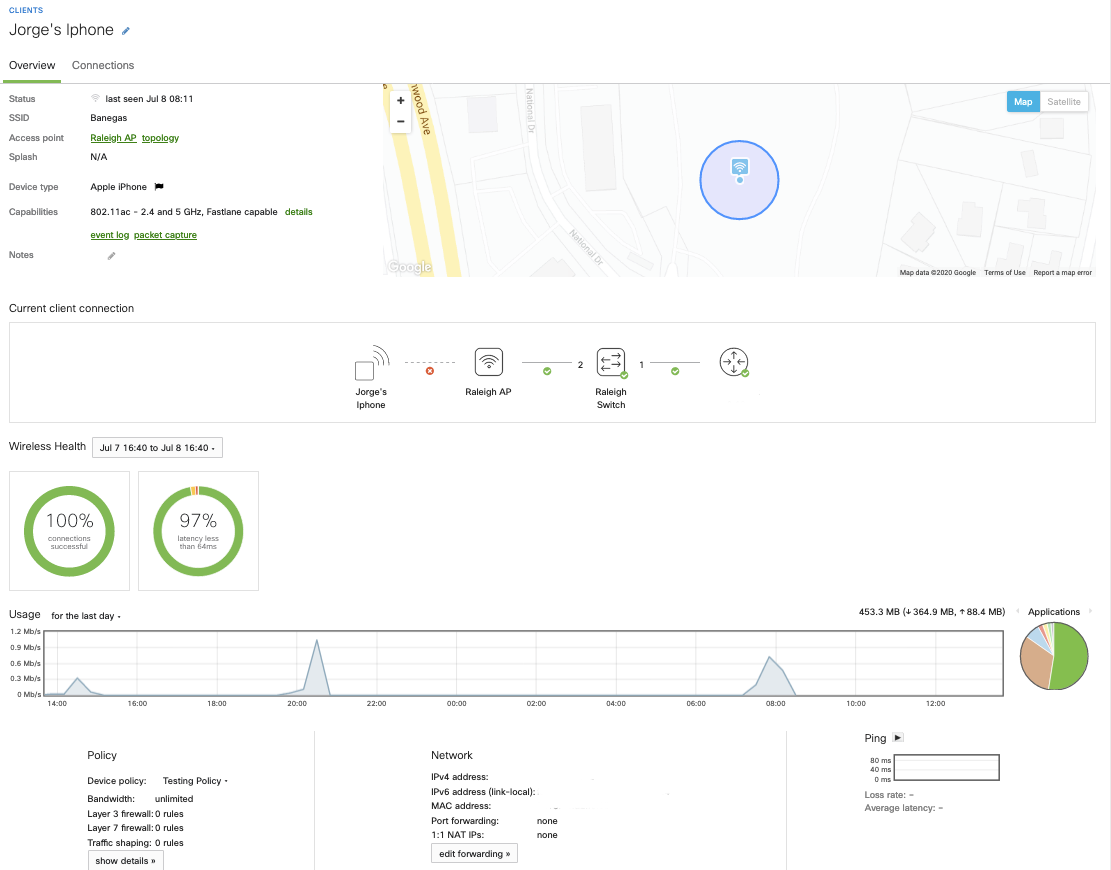 CLIENTS
Jorge's Iphone
Overview Connections
Status last seen Jul 8 08:11
SSID Banegas
Access point Raleigh AP topology
Splash N/A
Device type Apple iPhone
Capabilities 802.11ac - 2.4 and 5 GHz, Fastlane capable details
event log packet capture
Notes
+
−
wood Ave
National Dr
National Dr
Map Satellite
Google
Map data ©2020 Google Terms of Use Report a map error
Current client connection
2 1
Jorge's Iphone
Raleigh AP
Raleigh Switch
Wireless Health Jul 7 16:40 to Jul 8 16:40
100%
connections
successful
97%
latency less
than 64ms
Usage for the last day
453.3 MB (↓364.9 MB, ↑88.4 MB)
Applications
1.2 Mb/s
0.9 Mb/s
0.6 Mb/s
0.3 Mb/s
0 Mb/s
14:00 16:00 20:00 22:00 00:00 02:00 04:00 06:00 08:00 10:00 12:00
Policy
Device policy: Testing Policy
Bandwidth: unlimited
Layer 3 firewall: 0 rules
Layer 7 firewall: 0 rules
Traffic shaping: 0 rules
show details »
Network
IPv4 address:
IPv6 address (link-local):
MAC address:
Port forwarding: none
1:1 NAT IPs: none
edit forwarding »
Ping
80 ms
40 ms
0 ms
Loss rate: –
Average latency: –